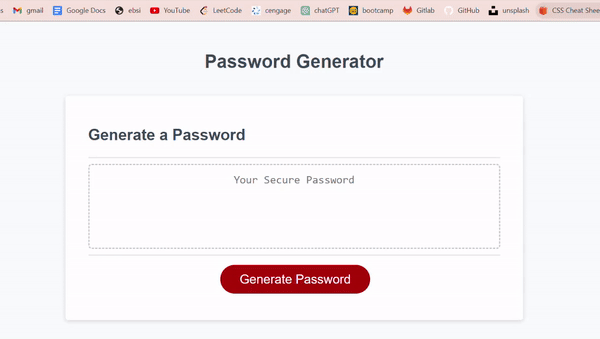 s gmail Google Docs ebsi YouTube LeetCode cengage chatGPT bootcamp Gitlab GitHub unsplash CSS Cheat Shee
Password Generator
Generate a Password
Your Secure Password
Generate Password